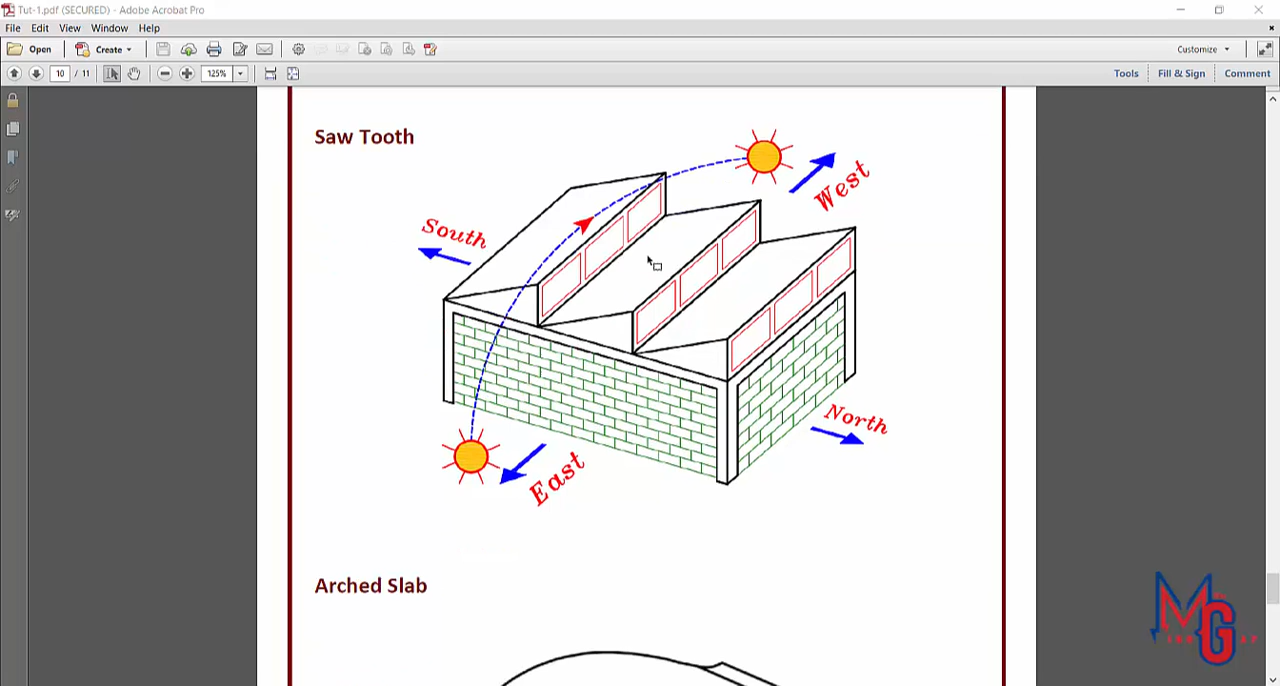 Tut-1.pdf (SECURED) - Adobe Acrobat Pro
File Edit View Window Help
Open Create Customize
10 / 11 125% Tools Fill & Sign Comment
Saw Tooth
West
South
North
East
Arched Slab
MG